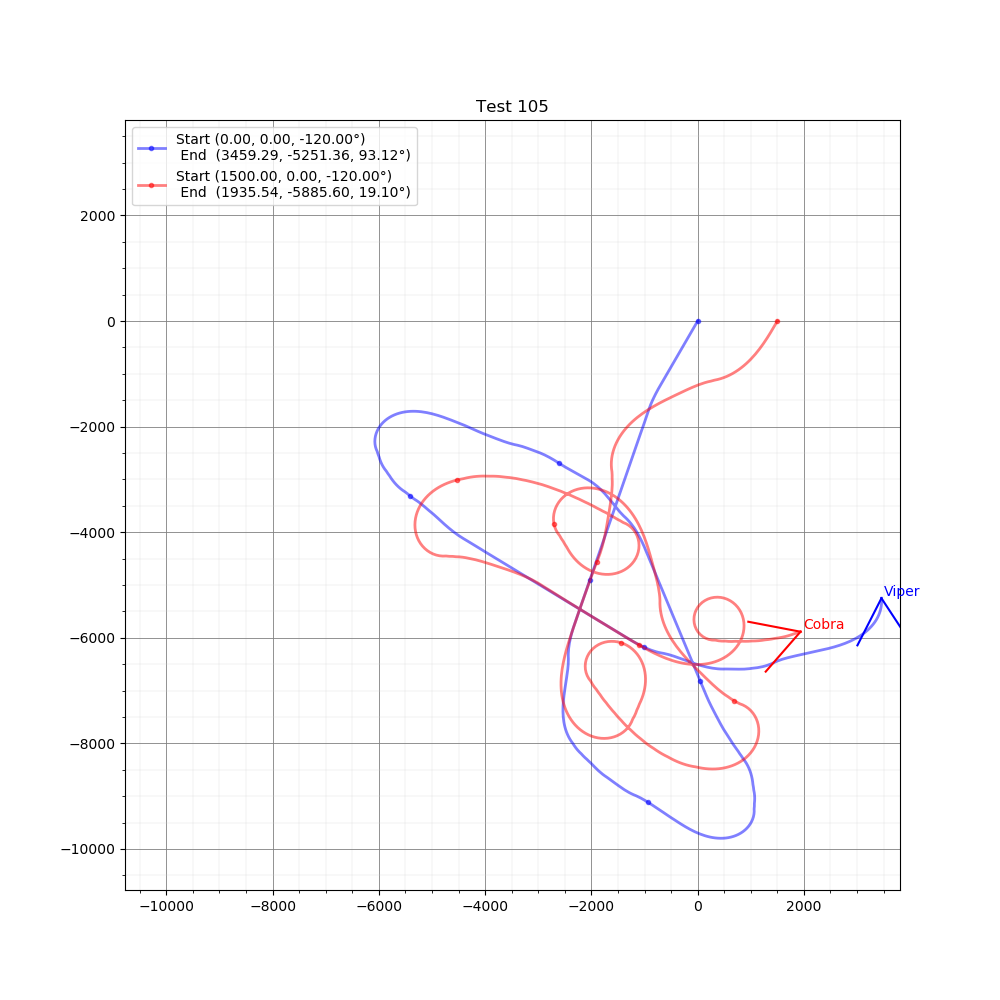 Test 105
Start (0.00, 0.00, -120.00°)
End (3459.29, -5251.36, 93.12°)
Start (1500.00, 0.00, -120.00°)
End (1935.54, -5885.60, 19.10°)
2000
0
−2000
−4000
−6000
−8000
−10000
Viper
Cobra
−10000
−8000
−6000
−4000
−2000
0
2000